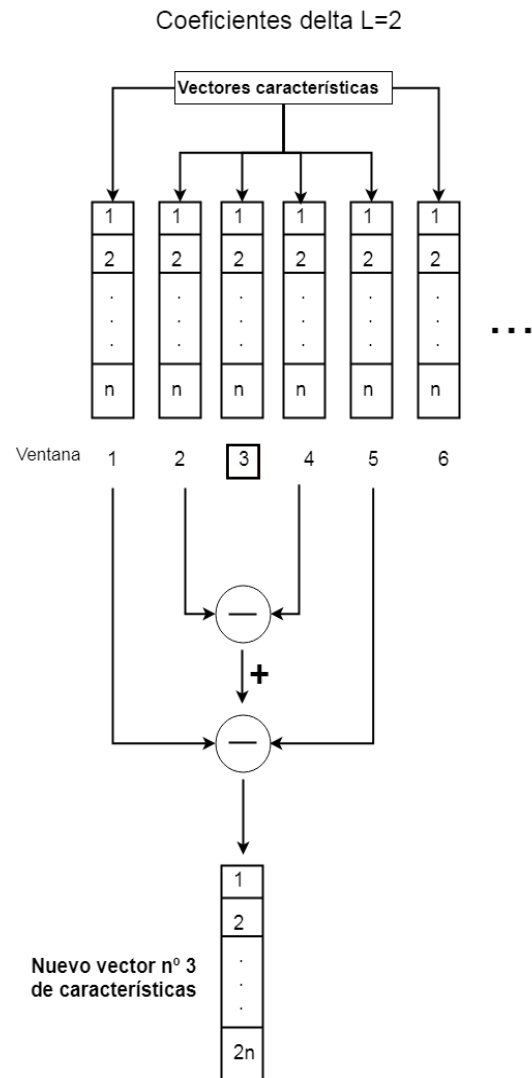 Coeficientes delta L=2
Vectores característicias
1 1 1 1 1 1
2 2 2 2 2 2
. . . . . .
. . . . . .
. . . . . .
...
n n n n n n
Ventana 1 2 3 4 5 6
—
+
—
1
2
.
.
.
2n
Nuevo vector nº 3
de características